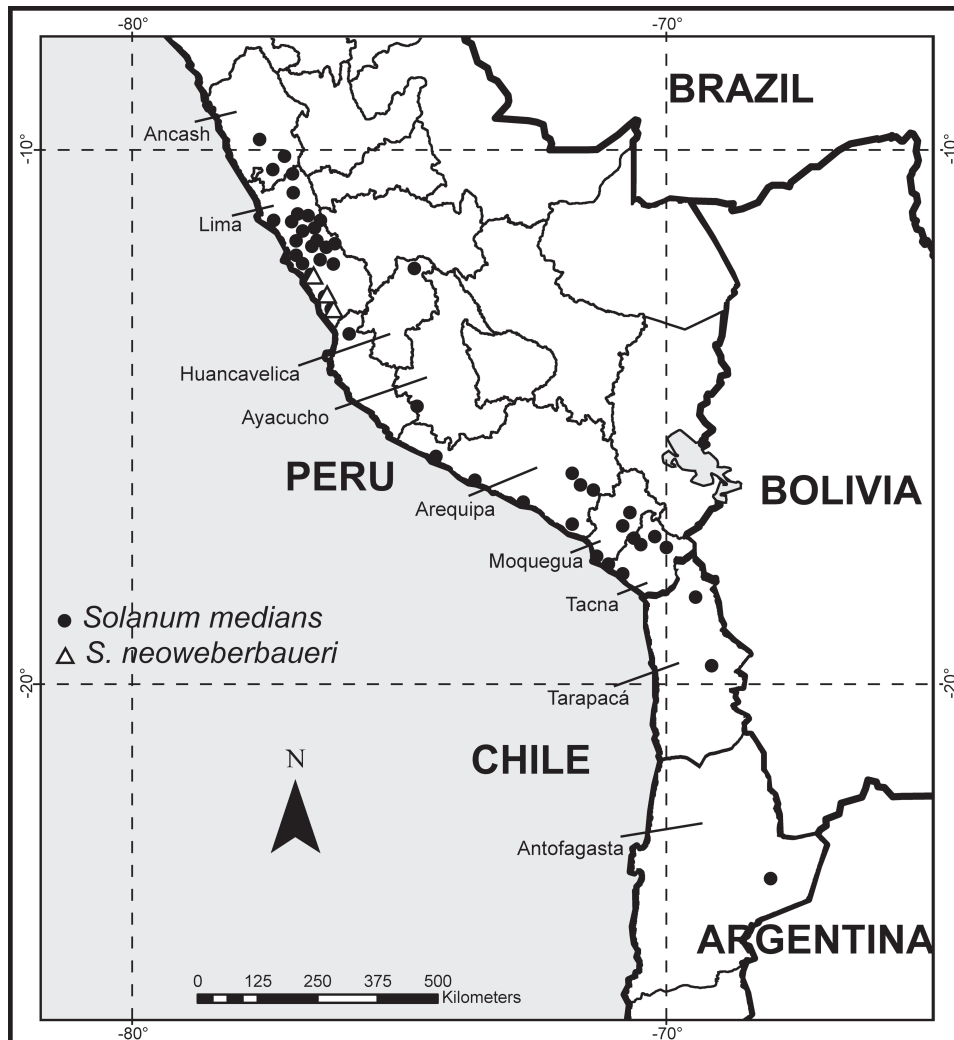 -80°
-70°
BRAZIL
Ancash
-10°
-10°
Lima
Huancavelica
Ayacucho
PERU
BOLIVIA
Arequipa
Moquegua
Tacna
Solanum medians
S. neoweberbaueri
-20°
-20°
Tarapacá
CHILE
N
Antofagasta
ARGENTINA
0 125 250 375 500
Kilometers
-80°
-70°